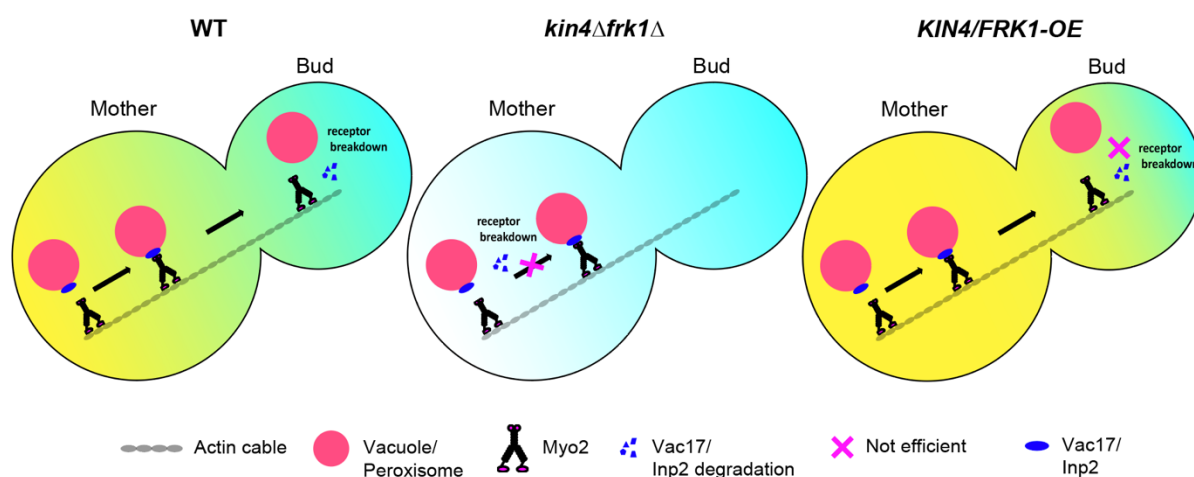 WT
Mother
Bud
receptor
breakdown
kin4Δfrk1Δ
Mother
Bud
receptor
breakdown
KIN4/FRK1-OE
Mother
Bud
receptor
breakdown
Actin cable
Vacuole/
Peroxisome
Myo2
Vac17/
Inp2 degradation
Not efficient
Vac17/
Inp2